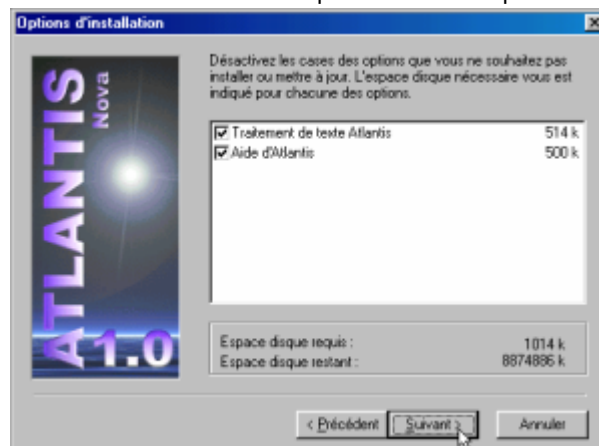 Options d'installation
ATLANTIS
Nova
1.0
Désactivez les cases des options que vous ne souhaitez pas
installer ou mettre à jour. L'espace disque nécessaire vous est
indiqué pour chacune des options.
Traitement de texte Atlantis 514 k
Aide d'Atlantis 500 k
Espace disque requis : 1014 k
Espace disque restant : 8874886 k
< Précédent Suivant > Annuler